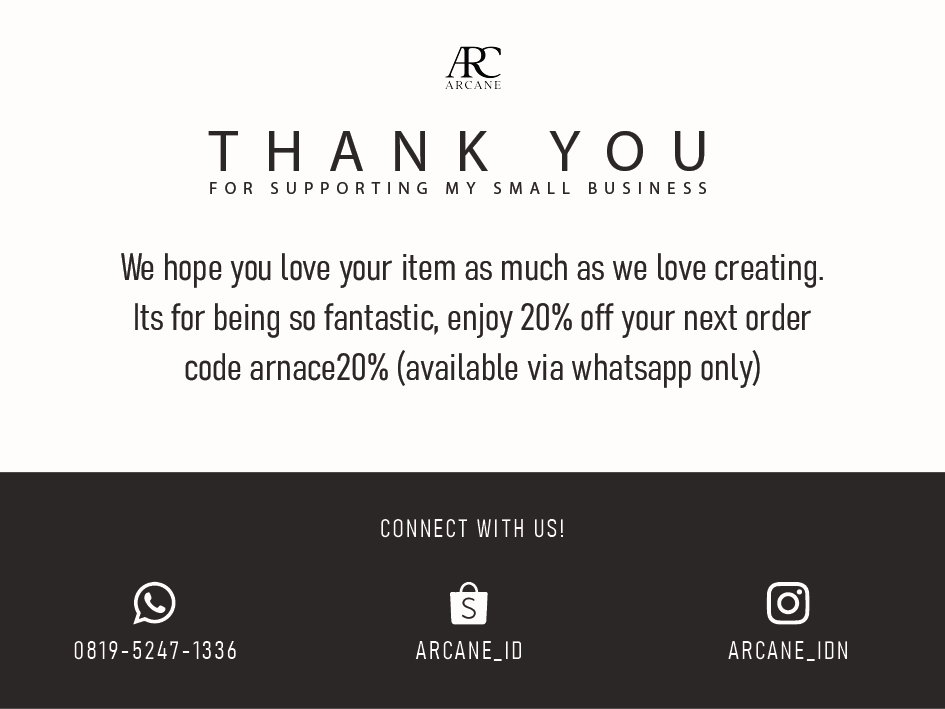 ARC
ARCANE
THANK YOU
FOR SUPPORTING MY SMALL BUSINESS
We hope you love your item as much as we love creating.
Its for being so fantastic, enjoy 20% off your next order
code arnace20% (available via whatsapp only)
CONNECT WITH US!
S
0819-5247-1336
ARCANE_ID
ARCANE_IDN